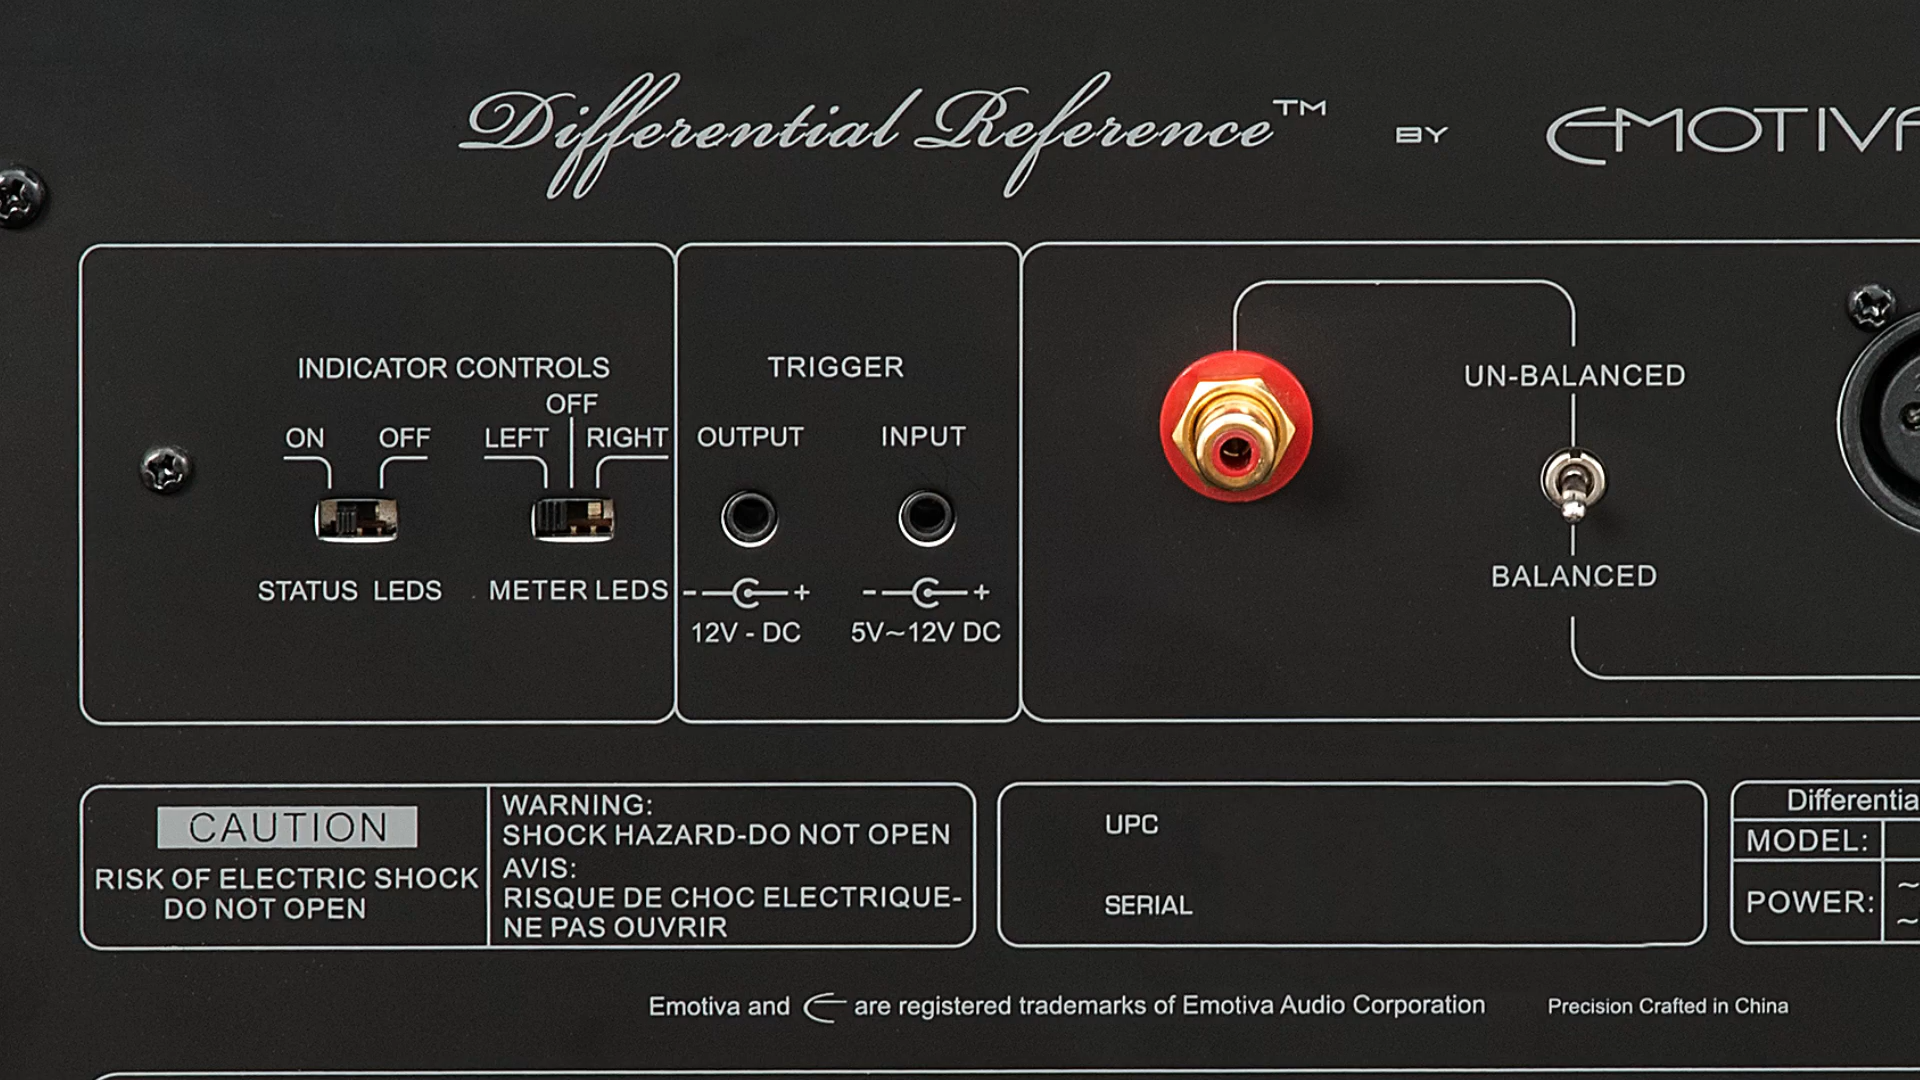 Differential Reference™ BY EMOTIVA
INDICATOR CONTROLS
OFF
ON OFF LEFT RIGHT
STATUS LEDS METER LEDS
TRIGGER
OUTPUT INPUT
- +
- +
12V - DC 5V~12V DC
UN-BALANCED
BALANCED
CAUTION
RISK OF ELECTRIC SHOCK
DO NOT OPEN
WARNING:
SHOCK HAZARD-DO NOT OPEN
AVIS:
RISQUE DE CHOC ELECTRIQUE-
NE PAS OUVRIR
UPC
SERIAL
Differentia
MODEL:
POWER: ~
~
Emotiva and are registered trademarks of Emotiva Audio Corporation
Precision Crafted in China